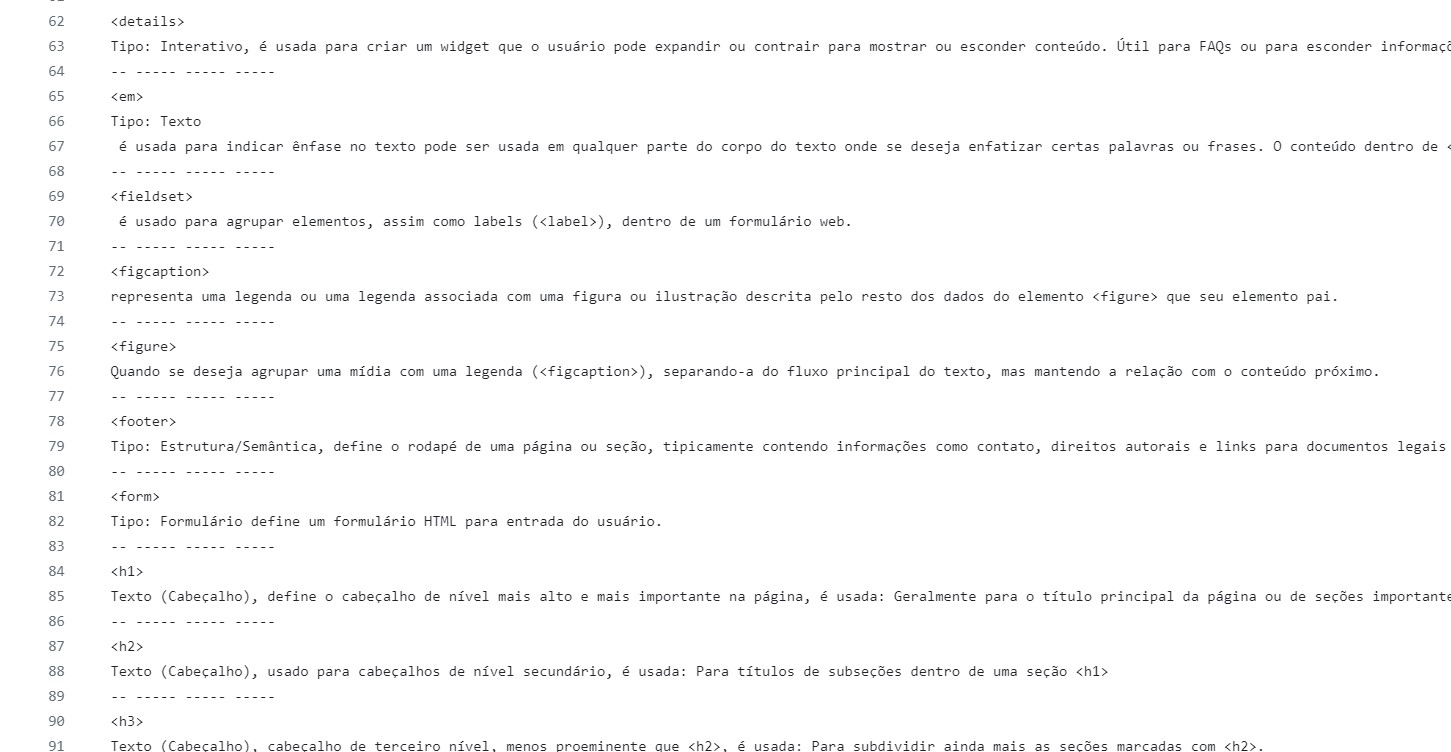 62 <details>
63 Tipo: Interativo, é usada para criar um widget que o usuário pode expandir ou contrair para mostrar ou esconder conteúdo. Útil para FAQs ou para esconder
64 -- ----- ----- -----
65 <em>
66 Tipo: Texto
67 é usada para indicar ênfase no texto pode ser usada em qualquer parte do corpo do texto onde se deseja enfatizar certas palavras ou frases. O conteúdo dentro de <
68 -- ----- ----- -----
69 <fieldset>
70 é usado para agrupar elementos, assim como labels (<label>), dentro de um formulário web.
71 -- ----- ----- -----
72 <figcaption>
73 representa uma legenda ou uma legenda associada com uma figura ou ilustração descrita pelo resto dos dados do elemento <figure> que seu elemento pai.
74 -- ----- ----- -----
75 <figure>
76 Quando se deseja agrupar uma mídia com uma legenda (<figcaption>), separando-a do fluxo principal do texto, mas mantendo a relação com o conteúdo próximo.
77 -- ----- ----- -----
78 <footer>
79 Tipo: Estrutura/Semântica, define o rodapé de uma página ou seção, tipicamente contendo informações como contato, direitos autorais e links para documentos legais
80 -- ----- ----- -----
81 <form>
82 Tipo: Formulário define um formulário HTML para entrada do usuário.
83 -- ----- ----- -----
84 <h1>
85 Texto (Cabeçalho), define o cabeçalho de nível mais alto e mais importante na página, é usada: Geralmente para o título principal da página ou de seções importante
86 -- ----- ----- -----
87 <h2>
88 Texto (Cabeçalho), usado para cabeçalhos de nível secundário, é usada: Para títulos de subseções dentro de uma seção <h1>
89 -- ----- ----- -----
90 <h3>
91 Texto (Cabeçalho), cabeçalho de terceiro nível, menos proeminente que <h2>, é usada: Para subdividir ainda mais as seções marcadas com <h2>.